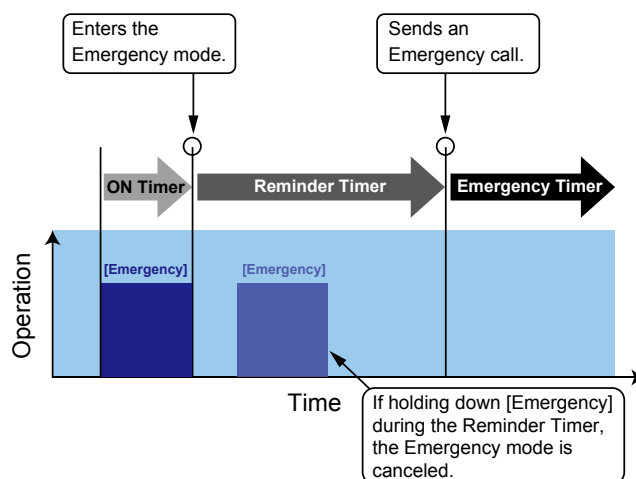 Enters the
Emergency mode.
Sends an
Emergency call.
ON Timer
Reminder Timer
Emergency Timer
[Emergency]
[Emergency]
Operation
Time
If holding down [Emergency]
during the Reminder Timer,
the Emergency mode is
canceled.